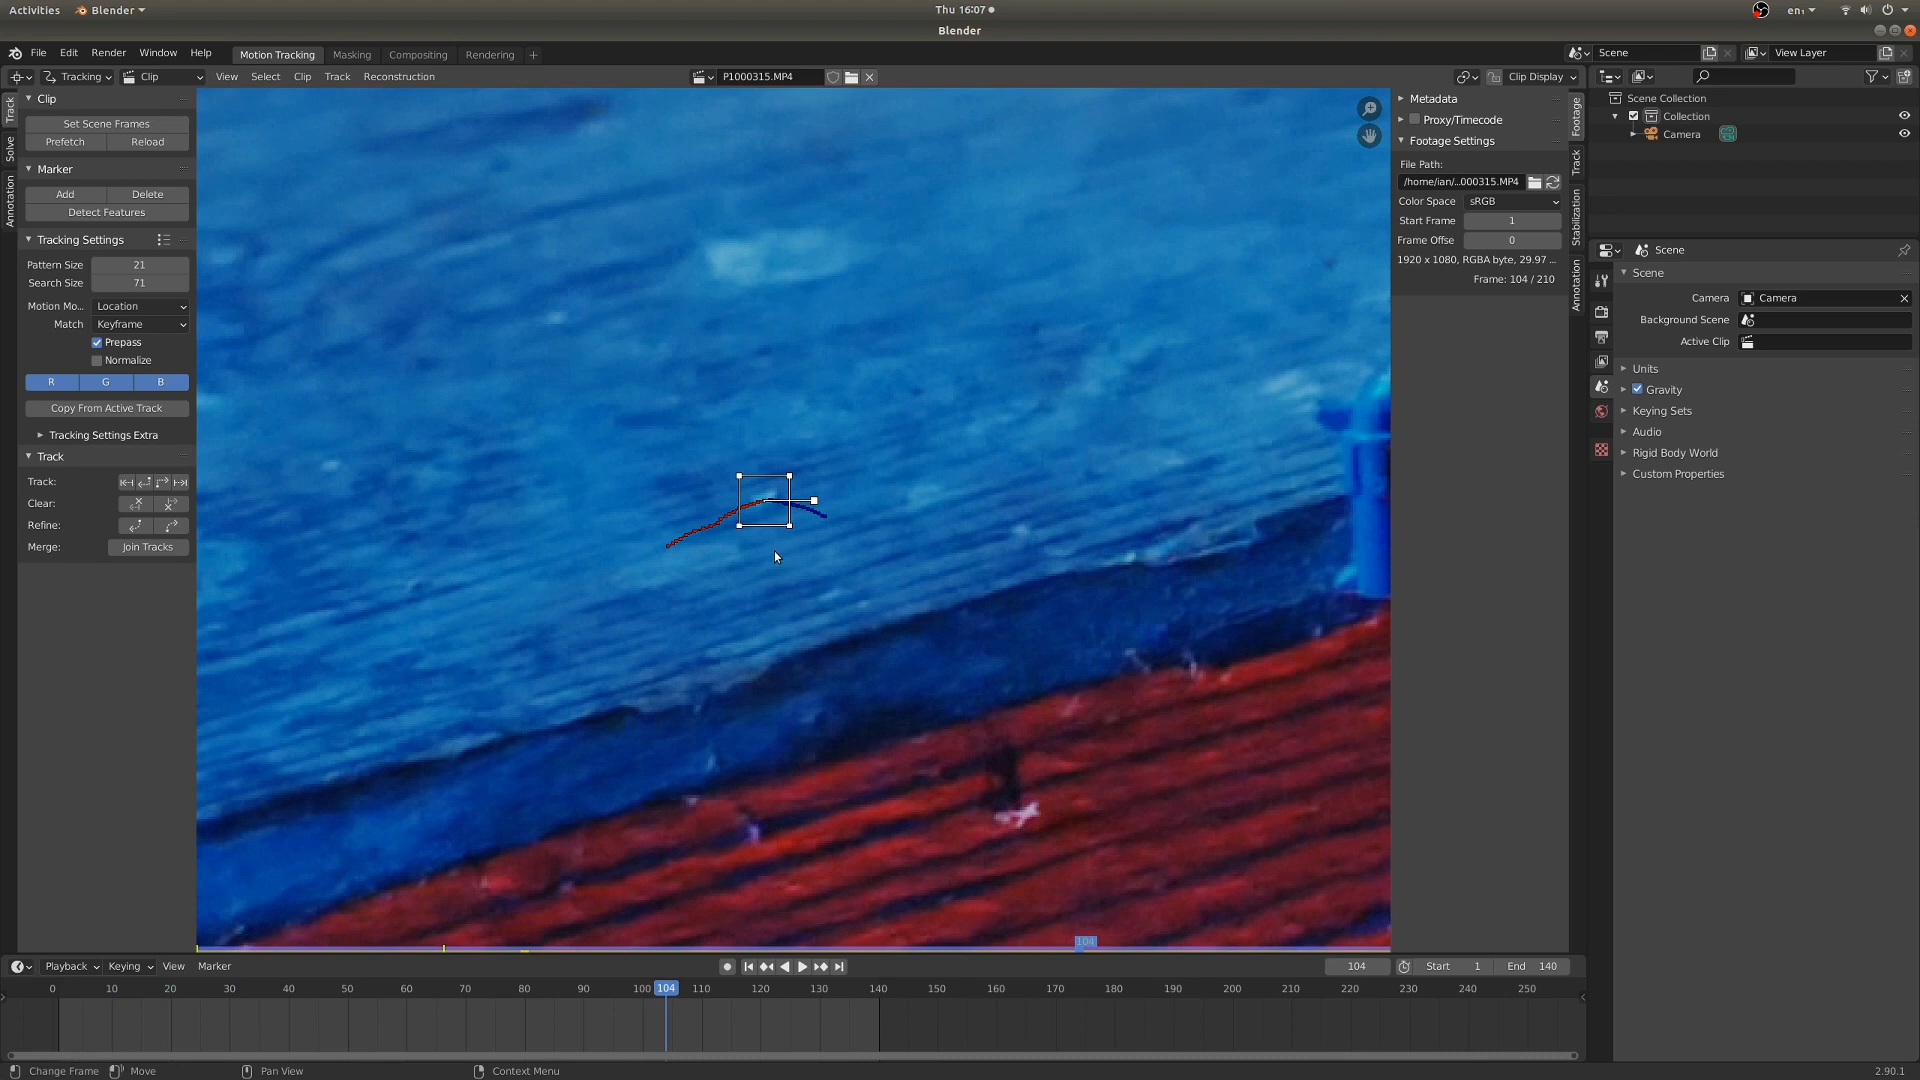 Activities Blender Thu 16:07 en₁
Blender
File Edit Render Window Help Motion Tracking Masking Compositing Rendering + Scene View Layer
Tracking Clip View Select Clip Track Reconstruction P1000315.MP4 Clip Display
Track
Solve
Annotation
Clip
Set Scene Frames
Prefetch Reload
Marker
Add Delete
Detect Features
Tracking Settings
Pattern Size 21
Search Size 71
Motion Mo... Location
Match Keyframe
Prepass
Normalize
R G B
Copy From Active Track
Tracking Settings Extra
Track
Track:
Clear:
Refine:
Merge: Join Tracks
Metadata
Proxy/Timecode
Footage Settings
File Path:
/home/ian/...000315.MP4
Color Space sRGB
Start Frame 1
Frame Offse 0
1920 x 1080, RGBA byte, 29.97 ...
Frame: 104 / 210
Footage
Track
Stabilization
Annotation
Scene Collection
Collection
Camera
Scene
Scene
Camera Camera
Background Scene
Active Clip
Units
Gravity
Keying Sets
Audio
Rigid Body World
Custom Properties
104
Playback Keying View Marker 104 Start 1 End 140
0 10 20 30 40 50 60 70 80 90 100 104 110 120 130 140 150 160 170 180 190 200 210 220 230 240 250
Change Frame Move Pan View Context Menu 2.90.1